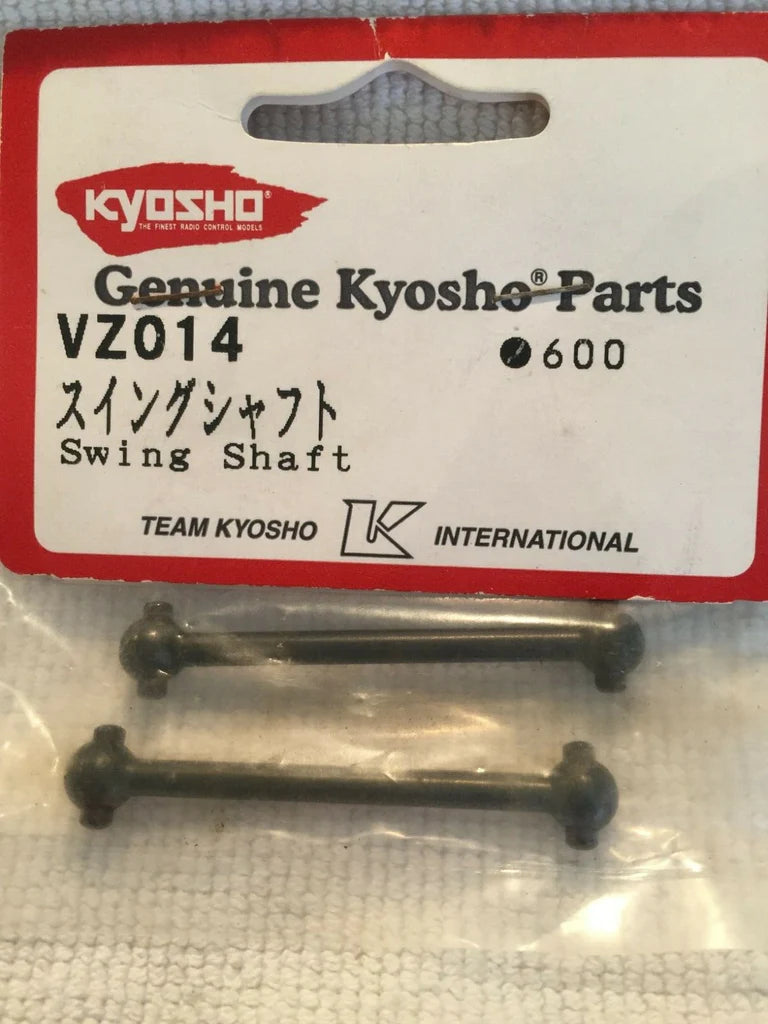 KYOSHO®
THE FINEST RADIO CONTROL MODELS
Genuine Kyosho® Parts
VZ014
600
スイングシャフト
Swing Shaft
TEAM KYOSHO K INTERNATIONAL